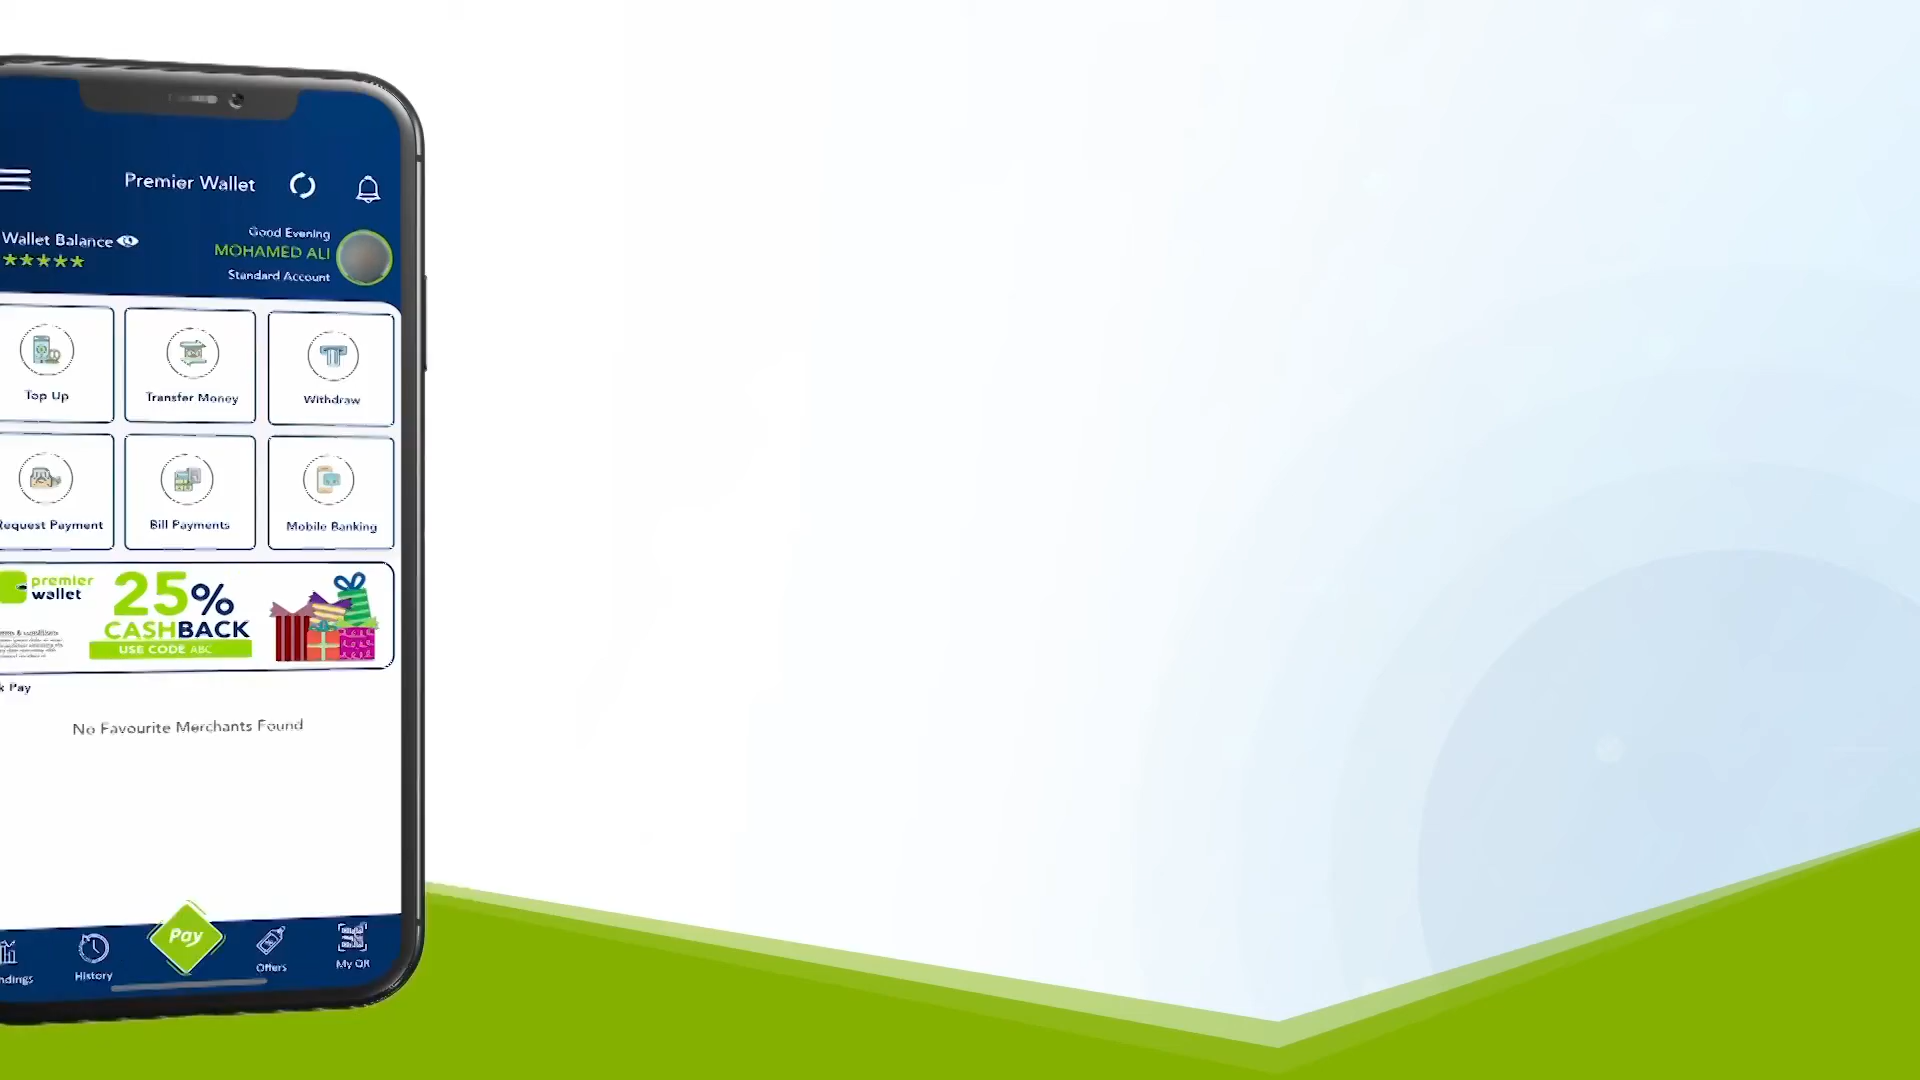 Premier Wallet
Good Evening
Wallet Balance
MOHAMED ALI
★★★★★
Standard Account
Top Up
Transfer Money
Withdraw
Request Payment
Bill Payments
Mobile Banking
premier
wallet
25%
CASHBACK
USE CODE ABC
Pay
No Favourite Merchants Found
Pay
History
Offers
My QR